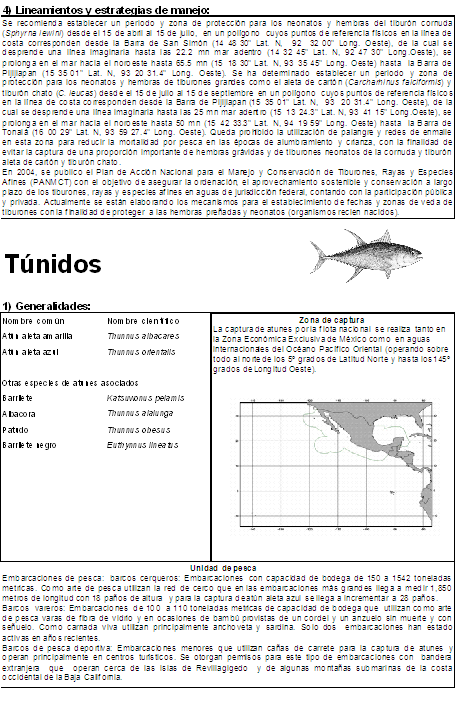 4) Lineamientos y estrategias de manejo:
Se recomienda establecer un período y zona de protección para los neonatos y hembras del tiburón cornuda
(Sphyrna lewini) desde el 15 de abril al 15 de julio, en un polígono cuyos puntos de referencia físicos en la línea de
costa corresponden desde la Barra de San Simón (14 48 30" Lat. N, 92 32 00" Long. Oeste), de la cual se
desprende una línea imaginaria hasta las 22.2 mn mar adentro (14 32 45" Lat. N, 92 47 30" Long.Oeste), se
prolonga en el mar hacia el noroeste hasta 65.5 mn (15 18 30" Lat. N, 93 35 45" Long. Oeste) hasta la Barra de
Pijijiapan (15 35 01" Lat. N, 93 20 31.4" Long. Oeste). Se ha determinado establecer un período y zona de
protección para los neonatos y hembras de tiburones grandes como el aleta de cartón (Carcharhinus falciformis) y
tiburón chato (C. leucas) desde el 15 de julio al 15 de septiembre en un polígono cuyos puntos de referencia físicos
en la línea de costa corresponden desde la Barra de Pijijiapan (15 35 01" Lat. N, 93 20 31.4" Long. Oeste), de la
cual se desprende una línea imaginaria hasta las 25 mn mar adentro (15 13 24.3" Lat. N, 93 41 15" Long.Oeste), se
prolonga en el mar hacia el noroeste hasta 50 mn (15 42 33.3" Lat. N, 94 19 59" Long. Oeste) hasta la Barra de
Tonalá (16 00 29" Lat. N, 93 59 27.4" Long. Oeste). Queda prohibido la utilización de palangre y redes de enmalle
en esta zona para reducir la mortalidad por pesca en las épocas de alumbramiento y crianza, con la finalidad de
evitar la captura de una proporción importante de hembras grávidas y de tiburones neonatos de la cornuda y tiburón
aleta de cartón y tiburón chato.
En 2004, se publico el Plan de Acción Nacional para el Manejo y Conservación de Tiburones, Rayas y Especies
Afines (PANMCT) con el objetivo de asegurar la ordenación, el aprovechamiento sostenible y conservación a largo
plazo de los tiburones, rayas y especies afines en aguas de jurisdicción federal, contando con la participación pública
y privada. Actualmente se están elaborando los mecanismos para el establecimiento de fechas y zonas de veda de
tiburones con la finalidad de proteger a las hembras preñadas y neonatos (organismos recién nacidos).
Túnidos
1) Generalidades:
Nombre común Nombre científico
Atún aleta amarilla Thunnus albacares
Atún aleta azul Thunnus orientalis
Otras especies de atunes asociados
Barrilete Katsuwonus pelamis
Albacora Thunnus alalunga
Patudo Thunnus obesus
Barrilete negro Euthynnus lineatus
Zona de captura
La captura de atunes por la flota nacional se realiza tanto en
la Zona Económica Exclusiva de México como en aguas
internacionales del Océano Pacífico Oriental (operando sobre
todo al norte de los 5º grados de Latitud Norte y hasta los 145º
grados de Longitud Oeste).
Unidad de pesca
Embarcaciones de pesca: barcos cerqueros: Embarcaciones con capacidad de bodega de 150 a 1542 toneladas
métricas. Como arte de pesca utilizan la red de cerco que en las embarcaciones más grandes llega a medir 1,850
metros de longitud con 18 paños de altura y para la captura de atún aleta azul se llega a incrementar a 28 paños.
Barcos vareros: Embarcaciones de 100 a 110 toneladas métricas de capacidad de bodega que utilizan como arte
de pesca varas de fibra de vidrio y en ocasiones de bambú provistas de un cordel y un anzuelo sin muerte y con
señuelo. Como carnada viva utilizan principalmente anchoveta y sardina. Solo dos embarcaciones han estado
activas en años recientes.
Barcos de pesca deportiva: Embarcaciones menores que utilizan cañas de carrete para la captura de atunes y
operan principalmente en centros turísticos. Se otorgan permisos para este tipo de embarcaciones con bandera
extranjera que operan cerca de las islas de Revillagigedo y de algunas montañas submarinas de la costa
occidental de la Baja California.